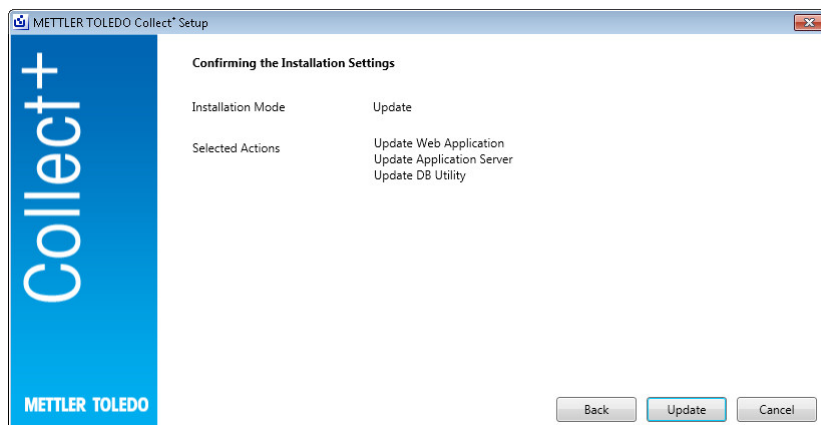 METTLER TOLEDO Collect+ Setup
Collect++
Confirming the Installation Settings
Installation Mode Update
Selected Actions Update Web Application
Update Application Server
Update DB Utility
METTLER TOLEDO
Back Update Cancel